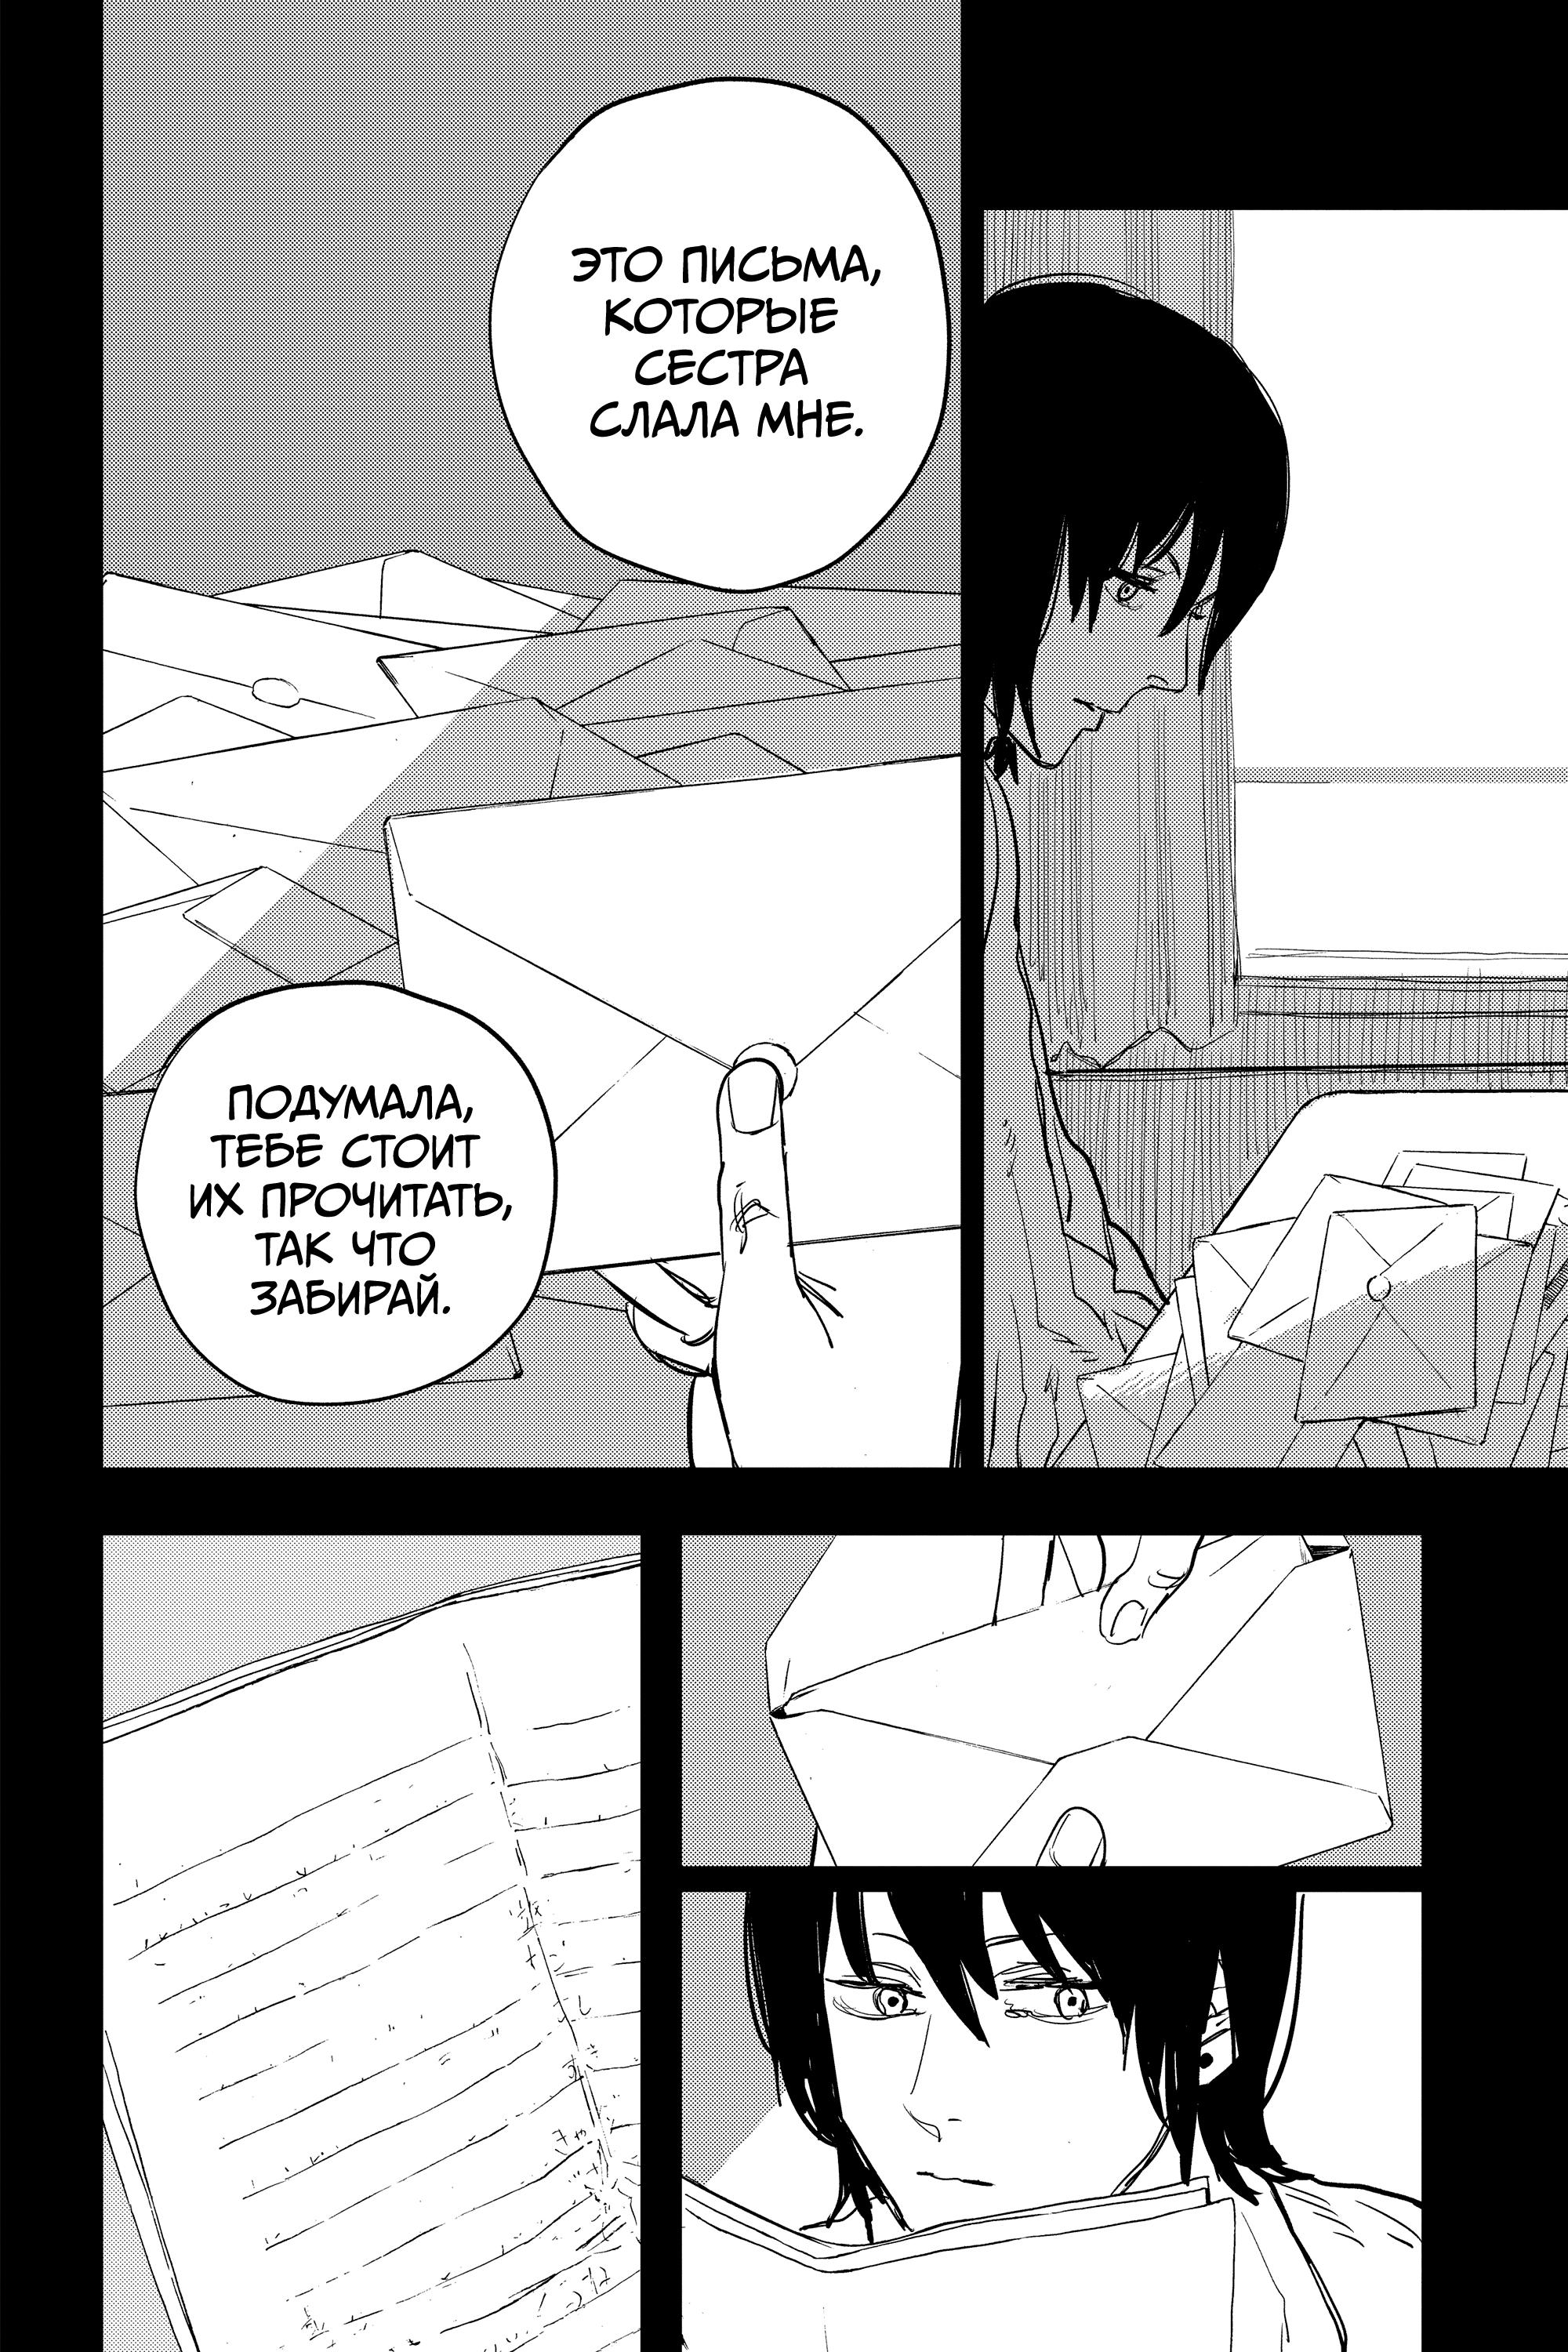 ЭТО ПИСЬМА,
КОТОРЫЕ
СЕСТРА
СЛАЛА МНЕ.
ПОДУМАЛА,
ТЕБЕ СТОИТ
ИХ ПРОЧИТАТЬ,
ТАК ЧТО
ЗАБИРАЙ.